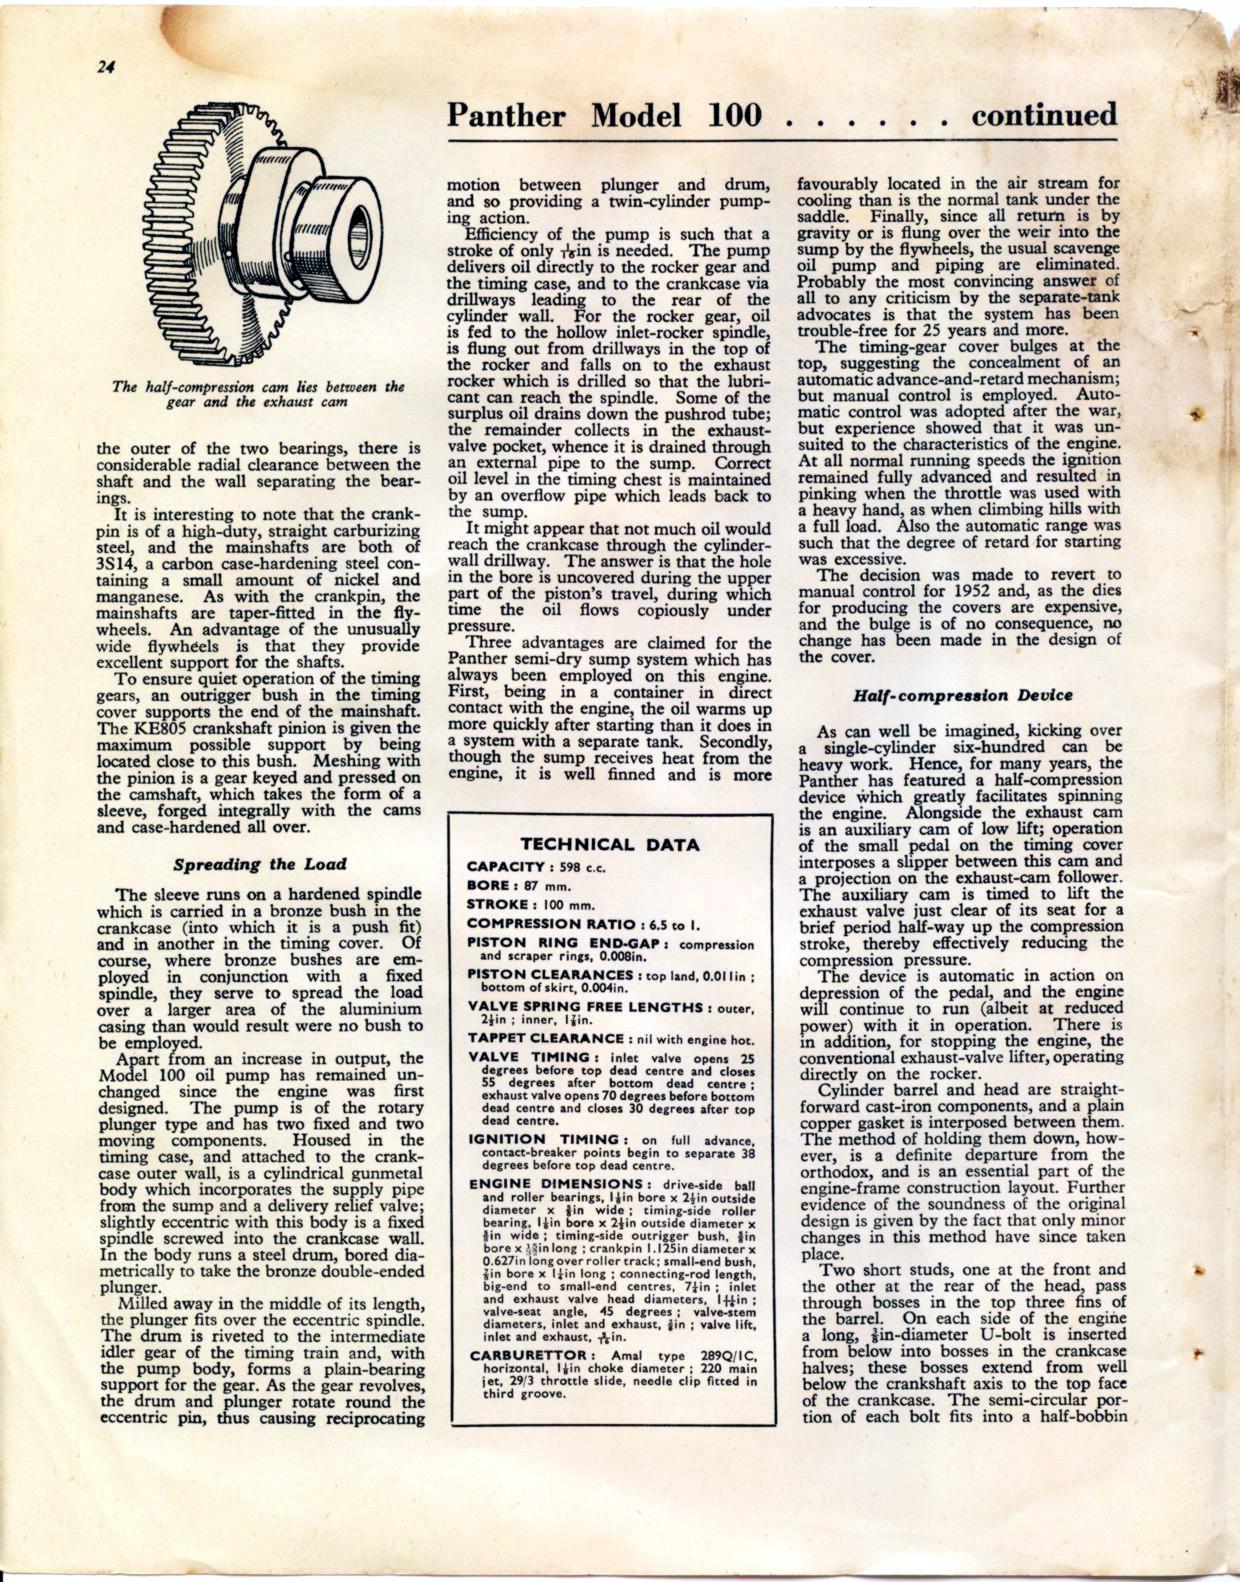 24
Panther Model 100 . . . . . . continued
The half-compression cam lies between the
gear and the exhaust cam
the outer of the two bearings, there is
considerable radial clearance between the
shaft and the wall separating the bear-
ings.
It is interesting to note that the crank-
pin is of a high-duty, straight carburizing
steel, and the mainshafts are both of
3S14, a carbon case-hardening steel con-
taining a small amount of nickel and
manganese. As with the crankpin, the
mainshafts are taper-fitted in the fly-
wheels. An advantage of the unusually
wide flywheels is that they provide
excellent support for the shafts.
To ensure quiet operation of the timing
gears, an outrigger bush in the timing
cover supports the end of the mainshaft.
The KE805 crankshaft pinion is given the
maximum possible support by being
located close to this bush. Meshing with
the pinion is a gear keyed and pressed on
the camshaft, which takes the form of a
sleeve, forged integrally with the cams
and case-hardened all over.
Spreading the Load
The sleeve runs on a hardened spindle
which is carried in a bronze bush in the
crankcase (into which it is a push fit)
and in another in the timing cover. Of
course, where bronze bushes are em-
ployed in conjunction with a fixed
spindle, they serve to spread the load
over a larger area of the aluminium
casing than would result were no bush to
be employed.
Apart from an increase in output, the
Model 100 oil pump has remained un-
changed since the engine was first
designed. The pump is of the rotary
plunger type and has two fixed and two
moving components. Housed in the
timing case, and attached to the crank-
case outer wall, is a cylindrical gunmetal
body which incorporates the supply pipe
from the sump and a delivery relief valve;
slightly eccentric with this body is a fixed
spindle screwed into the crankcase wall.
In the body runs a steel drum, bored dia-
metrically to take the bronze double-ended
plunger.
Milled away in the middle of its length,
the plunger fits over the eccentric spindle.
The drum is riveted to the intermediate
idler gear of the timing train and, with
the pump body, forms a plain-bearing
support for the gear. As the gear revolves,
the drum and plunger rotate round the
eccentric pin, thus causing reciprocating
motion between plunger and drum,
and so providing a twin-cylinder pump-
ing action.
Efficiency of the pump is such that a
stroke of only 1/16in is needed. The pump
delivers oil directly to the rocker gear and
the timing case, and to the crankcase via
drillways leading to the rear of the
cylinder wall. For the rocker gear, oil
is fed to the hollow inlet-rocker spindle,
is flung out from drillways in the top of
the rocker and falls on to the exhaust
rocker which is drilled so that the lubri-
cant can reach the spindle. Some of the
surplus oil drains down the pushrod tube;
the remainder collects in the exhaust-
valve pocket, whence it is drained through
an external pipe to the sump. Correct
oil level in the timing chest is maintained
by an overflow pipe which leads back to
the sump.
It might appear that not much oil would
reach the crankcase through the cylinder-
wall drillway. The answer is that the hole
in the bore is uncovered during the upper
part of the piston's travel, during which
time the oil flows copiously under
pressure.
Three advantages are claimed for the
Panther semi-dry sump system which has
always been employed on this engine.
First, being in a container in direct
contact with the engine, the oil warms up
more quickly after starting than it does in
a system with a separate tank. Secondly,
though the sump receives heat from the
engine, it is well finned and is more
TECHNICAL DATA
CAPACITY : 598 c.c.
BORE : 87 mm.
STROKE : 100 mm.
COMPRESSION RATIO : 6.5 to 1.
PISTON RING END-GAP : compression
and scraper rings, 0.008in.
PISTON CLEARANCES : top land, 0.011in ;
bottom of skirt, 0.004in.
VALVE SPRING FREE LENGTHS : outer,
in ; inner, in.
TAPPET CLEARANCE : nil with engine hot.
VALVE TIMING : inlet valve opens 25
degrees before top dead centre and closes
55 degrees after bottom dead centre ;
exhaust valve opens 70 degrees before bottom
dead centre and closes 30 degrees after top
dead centre.
IGNITION TIMING : on full advance,
contact-breaker points begin to separate 38
degrees before top dead centre.
ENGINE DIMENSIONS : drive-side ball
and roller bearings, in bore x in outside
diameter x in wide ; timing-side roller
bearing, in bore x in outside diameter x
in wide ; timing-side outrigger bush, in
bore x in long ; crankpin 1.125in diameter x
0.627in long over roller track; small-end bush,
in bore x in long ; connecting-rod length,
big-end to small-end centres, in ; inlet
and exhaust valve head diameters, in ;
valve-seat angle, 45 degrees ; valve-stem
diameters, inlet and exhaust, in ; valve lift,
inlet and exhaust, in.
CARBURETTOR : Amal type 289Q/1C,
horizontal, in choke diameter ; 220 main
jet, 29/3 throttle slide, needle clip fitted in
third groove.
favourably located in the air stream for
cooling than is the normal tank under the
saddle. Finally, since all return is by
gravity or is flung over the weir into the
sump by the flywheels, the usual scavenge
oil pump and piping are eliminated.
Probably the most convincing answer of
all to any criticism by the separate-tank
advocates is that the system has been
trouble-free for 25 years and more.
The timing-gear cover bulges at the
top, suggesting the concealment of an
automatic advance-and-retard mechanism;
but manual control is employed. Auto-
matic control was adopted after the war,
but experience showed that it was un-
suited to the characteristics of the engine.
At all normal running speeds the ignition
remained fully advanced and resulted in
pinking when the throttle was used with
a heavy hand, as when climbing hills with
a full load. Also the automatic range was
such that the degree of retard for starting
was excessive.
The decision was made to revert to
manual control for 1952 and, as the dies
for producing the covers are expensive,
and the bulge is of no consequence, no
change has been made in the design of
the cover.
Half-compression Device
As can well be imagined, kicking over
a single-cylinder six-hundred can be
heavy work. Hence, for many years, the
Panther has featured a half-compression
device which greatly facilitates spinning
the engine. Alongside the exhaust cam
is an auxiliary cam of low lift; operation
of the small pedal on the timing cover
interposes a slipper between this cam and
a projection on the exhaust-cam follower.
The auxiliary cam is timed to lift the
exhaust valve just clear of its seat for a
brief period half-way up the compression
stroke, thereby effectively reducing the
compression pressure.
The device is automatic in action on
depression of the pedal, and the engine
will continue to run (albeit at reduced
power) with it in operation. There is
in addition, for stopping the engine, the
conventional exhaust-valve lifter, operating
directly on the rocker.
Cylinder barrel and head are straight-
forward cast-iron components, and a plain
copper gasket is interposed between them.
The method of holding them down, how-
ever, is a definite departure from the
orthodox, and is an essential part of the
engine-frame construction layout. Further
evidence of the soundness of the original
design is given by the fact that only minor
changes in this method have since taken
place.
Two short studs, one at the front and
the other at the rear of the head, pass
through bosses in the top three fins of
the barrel. On each side of the engine
a long, ⅜in-diameter U-bolt is inserted
from below into bosses in the crankcase
halves; these bosses extend from well
below the crankshaft axis to the top face
of the crankcase. The semi-circular por-
tion of each bolt fits into a half-bobbin